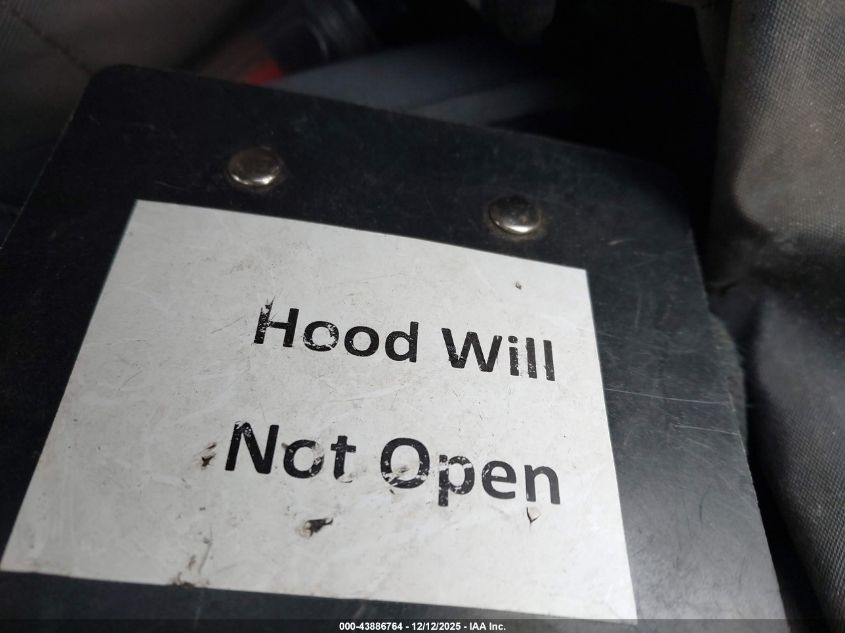 Hood Will
Not Open
000-43886764 - 12/12/2025 - IAA Inc.